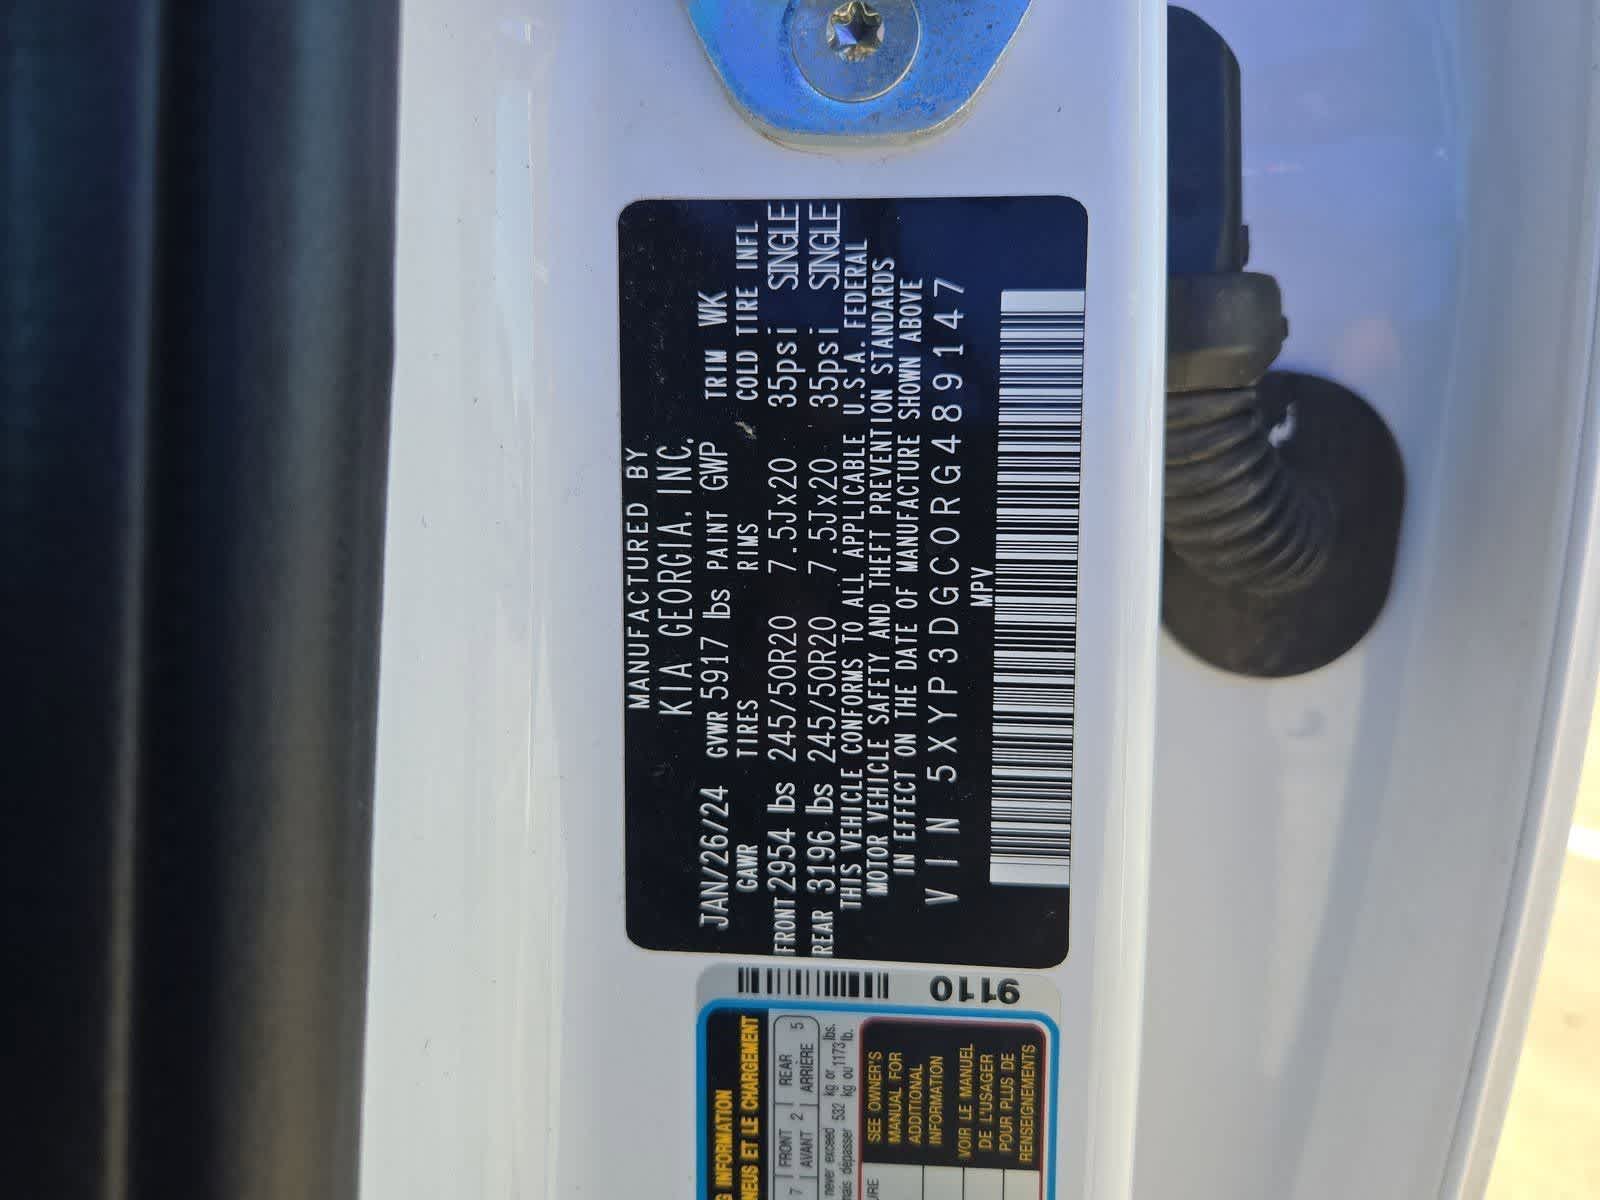 MANUFACTURED BY
KIA GEORGIA, INC.
JAN/26/24 GVWR 5917 lbs PAINT GWP TRIM WK
GAWR TIRES RIMS COLD TIRE INFL
FRONT 2954 lbs 245/50R20 7.5Jx20 35psi SINGLE
REAR 3196 lbs 245/50R20 7.5Jx20 35psi SINGLE
THIS VEHICLE CONFORMS TO ALL APPLICABLE U.S.A. FEDERAL
MOTOR VEHICLE SAFETY AND THEFT PREVENTION STANDARDS
IN EFFECT ON THE DATE OF MANUFACTURE SHOWN ABOVE
VIN 5XYP3DGC0RG489147
MPV
9110
G INFORMATION
NEUS ET LE CHARGEMENT
7 FRONT 2 REAR 5
AVANT ARRIÈRE
never exceed 532 kg or 1173 lbs.
mais dépasser kg ou lb.
SEE OWNER'S
MANUAL FOR
ADDITIONAL
INFORMATION
VOIR LE MANUEL
DE L'USAGER
POUR PLUS DE
RENSEIGNEMENTS
URE